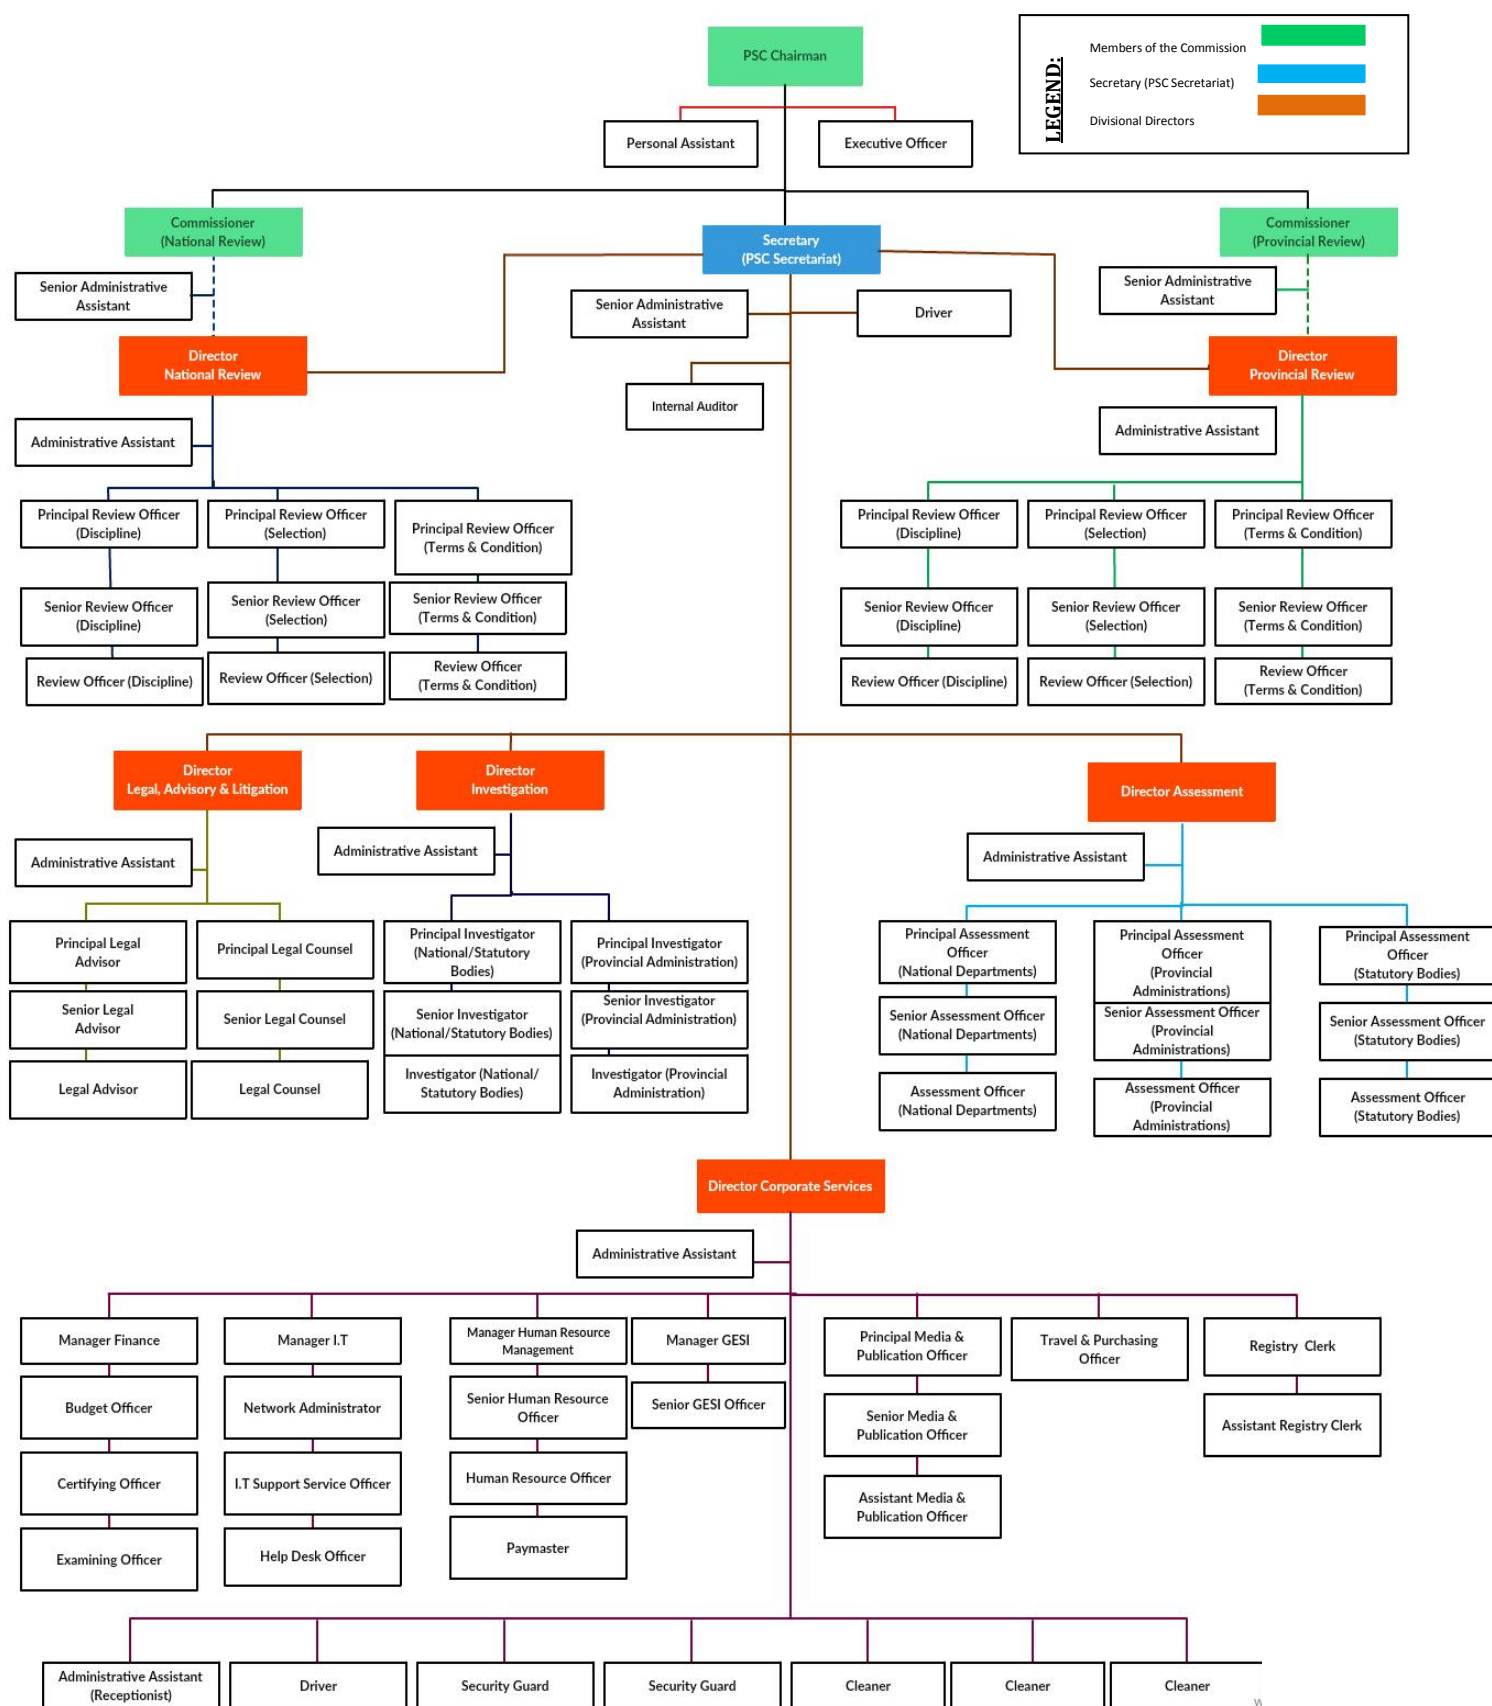 PSC Chairman
LEGEND:
Members of the Commission
Secretary (PSC Secretariat)
Divisional Directors
Personal Assistant
Executive Officer
Commissioner
(National Review)
Secretary
(PSC Secretariat)
Commissioner
(Provincial Review)
Senior Administrative
Assistant
Senior Administrative
Assistant
Driver
Senior Administrative
Assistant
Director
National Review
Director
Provincial Review
Internal Auditor
Administrative Assistant
Administrative Assistant
Principal Review Officer
(Discipline)
Principal Review Officer
(Selection)
Principal Review Officer
(Terms & Condition)
Principal Review Officer
(Discipline)
Principal Review Officer
(Selection)
Principal Review Officer
(Terms & Condition)
Senior Review Officer
(Discipline)
Senior Review Officer
(Selection)
Senior Review Officer
(Terms & Condition)
Senior Review Officer
(Discipline)
Senior Review Officer
(Selection)
Senior Review Officer
(Terms & Condition)
Review Officer (Discipline)
Review Officer (Selection)
Review Officer
(Terms & Condition)
Review Officer (Discipline)
Review Officer (Selection)
Review Officer
(Terms & Condition)
Director
Legal, Advisory & Litigation
Director
Investigation
Director Assessment
Administrative Assistant
Administrative Assistant
Administrative Assistant
Principal Legal
Advisor
Principal Legal Counsel
Principal Investigator
(National/Statutory
Bodies)
Principal Investigator
(Provincial Administration)
Principal Assessment
Officer
(National Departments)
Principal Assessment
Officer
(Provincial
Administrations)
Principal Assessment
Officer
(Statutory Bodies)
Senior Legal
Advisor
Senior Legal Counsel
Senior Investigator
(National/Statutory Bodies)
Senior Investigator
(Provincial Administration)
Senior Assessment Officer
(National Departments)
Senior Assessment Officer
(Provincial
Administrations)
Senior Assessment Officer
(Statutory Bodies)
Legal Advisor
Legal Counsel
Investigator (National/
Statutory Bodies)
Investigator (Provincial
Administration)
Assessment Officer
(National Departments)
Assessment Officer
(Provincial
Administrations)
Assessment Officer
(Statutory Bodies)
Director Corporate Services
Administrative Assistant
Manager Finance
Manager I.T
Manager Human Resource
Management
Manager GESI
Principal Media &
Publication Officer
Travel & Purchasing
Officer
Registry Clerk
Budget Officer
Network Administrator
Senior Human Resource
Officer
Senior GESI Officer
Senior Media &
Publication Officer
Assistant Registry Clerk
Certifying Officer
I.T Support Service Officer
Human Resource Officer
Assistant Media &
Publication Officer
Examining Officer
Help Desk Officer
Paymaster
Administrative Assistant
(Receptionist)
Driver
Security Guard
Security Guard
Cleaner
Cleaner
Cleaner